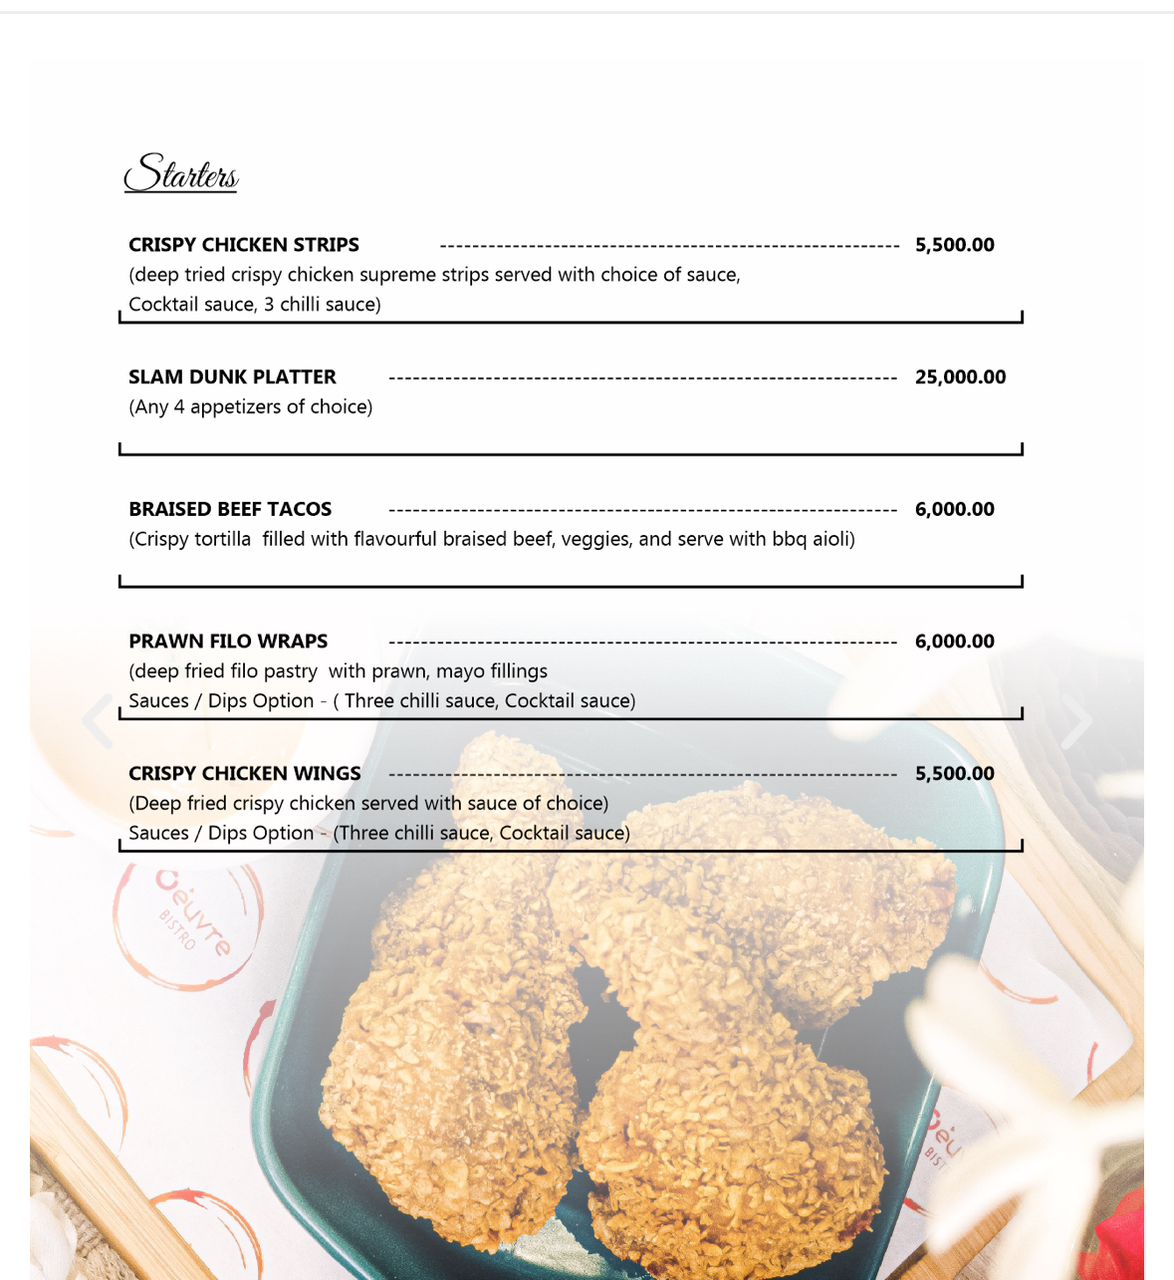 Starters
CRISPY CHICKEN STRIPS ---------------------------------------------------------- 5,500.00
(deep tried crispy chicken supreme strips served with choice of sauce,
Cocktail sauce, 3 chilli sauce)
SLAM DUNK PLATTER ---------------------------------------------------------------- 25,000.00
(Any 4 appetizers of choice)
BRAISED BEEF TACOS ---------------------------------------------------------------- 6,000.00
(Crispy tortilla  filled with flavourful braised beef, veggies, and serve with bbq aioli)
PRAWN FILO WRAPS ---------------------------------------------------------------- 6,000.00
(deep fried filo pastry  with prawn, mayo fillings
Sauces / Dips Option - ( Three chilli sauce, Cocktail sauce)
CRISPY CHICKEN WINGS ---------------------------------------------------------------- 5,500.00
(Deep fried crispy chicken served with sauce of choice)
Sauces / Dips Option - (Three chilli sauce, Cocktail sauce)
Oeuvre
BISTRO